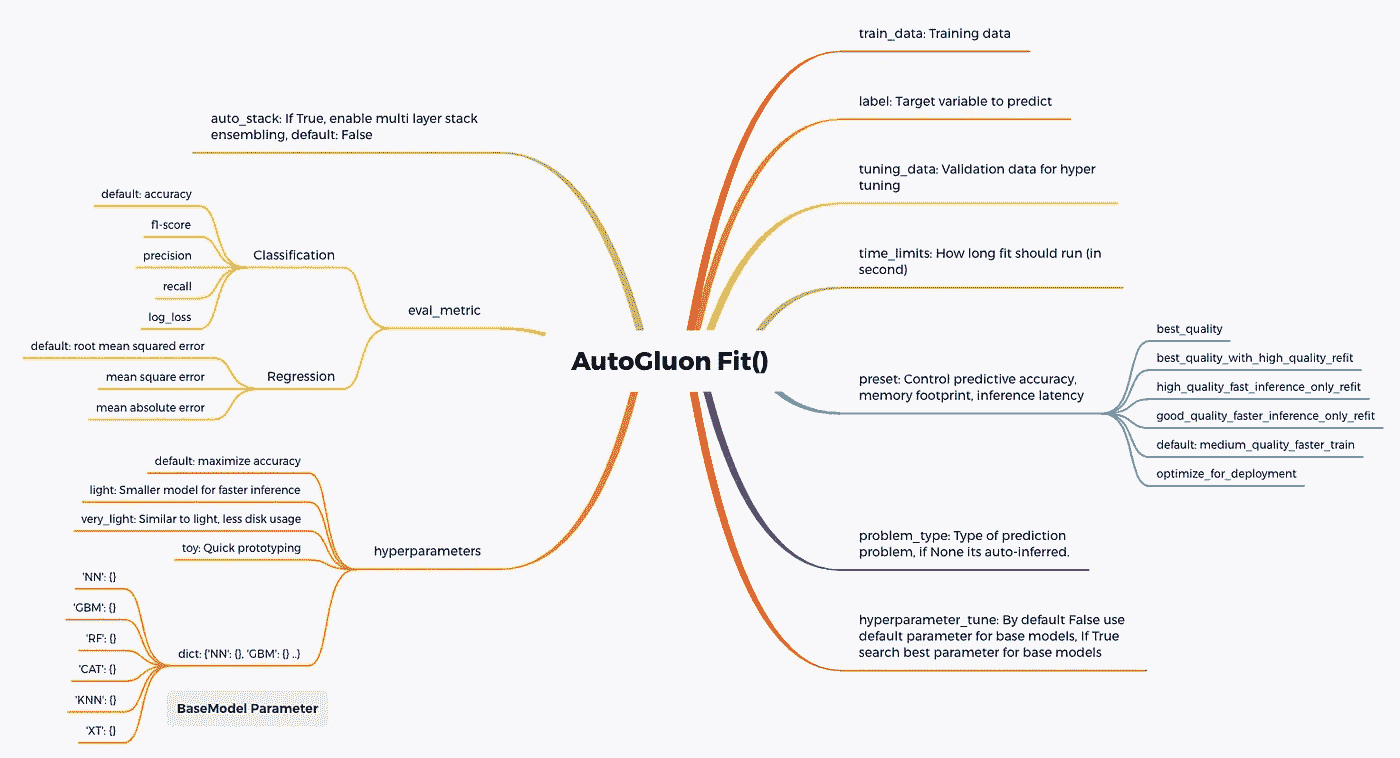 AutoGluon Fit()
train_data: Training data
label: Target variable to predict
tuning_data: Validation data for hyper
tuning
time_limits: How long fit should run (in
second)
preset: Control predictive accuracy,
memory footprint, inference latency
best_quality
best_quality_with_high_quality_refit
high_quality_fast_inference_only_refit
good_quality_faster_inference_only_refit
default: medium_quality_faster_train
optimize_for_deployment
problem_type: Type of prediction
problem, if None its auto-inferred.
hyperparameter_tune: By default False use
default parameter for base models, If True
search best parameter for base models
auto_stack: If True, enable multi layer stack
ensembling, default: False
eval_metric
Classification
default: accuracy
f1-score
precision
recall
log_loss
Regression
default: root mean squared error
mean square error
mean absolute error
hyperparameters
default: maximize accuracy
light: Smaller model for faster inference
very_light: Similar to light, less disk usage
toy: Quick prototyping
dict: {'NN': {}, 'GBM': {} ..}
'NN': {}
'GBM': {}
'RF': {}
'CAT': {}
'KNN': {}
'XT': {}
BaseModel Parameter